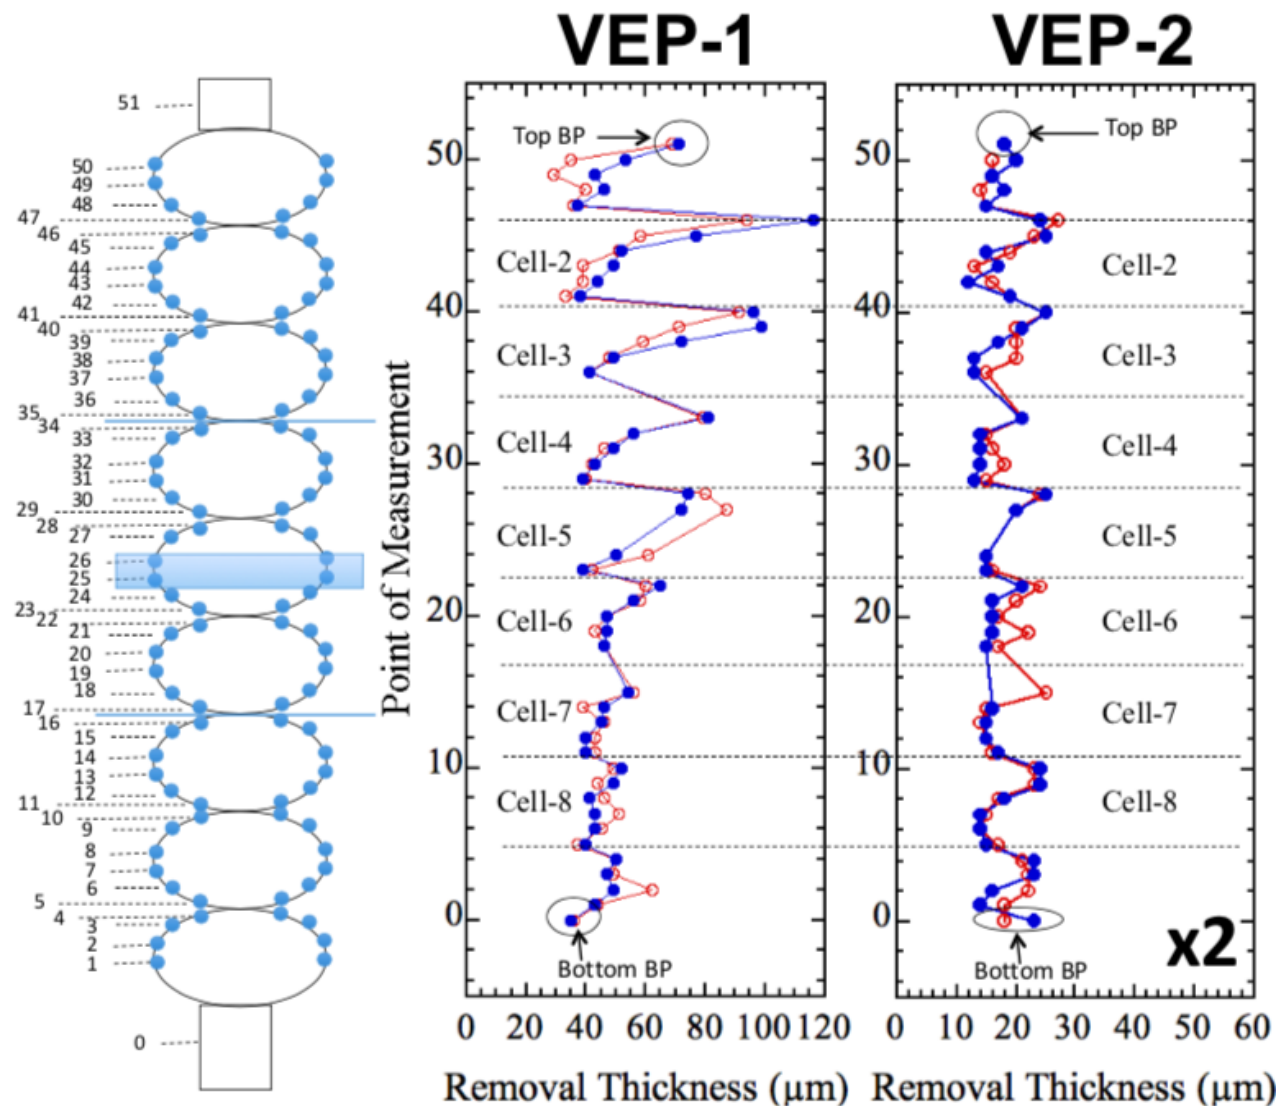 VEP-1
VEP-2
51
50
49
48
47
46
45
44
43
42
41
40
39
38
37
36
35
34
33
32
31
30
29
28
27
26
25
24
23
22
21
20
19
18
17
16
15
14
13
12
11
10
9
8
7
6
5
4
3
2
1
0
Point of Measurement
50
40
30
20
10
0
Top BP
Cell-2
Cell-3
Cell-4
Cell-5
Cell-6
Cell-7
Cell-8
Bottom BP
0 20 40 60 80 100 120
Removal Thickness (µm)
50
40
30
20
10
0
Top BP
Cell-2
Cell-3
Cell-4
Cell-5
Cell-6
Cell-7
Cell-8
x2
Bottom BP
0 10 20 30 40 50 60
Removal Thickness (µm)